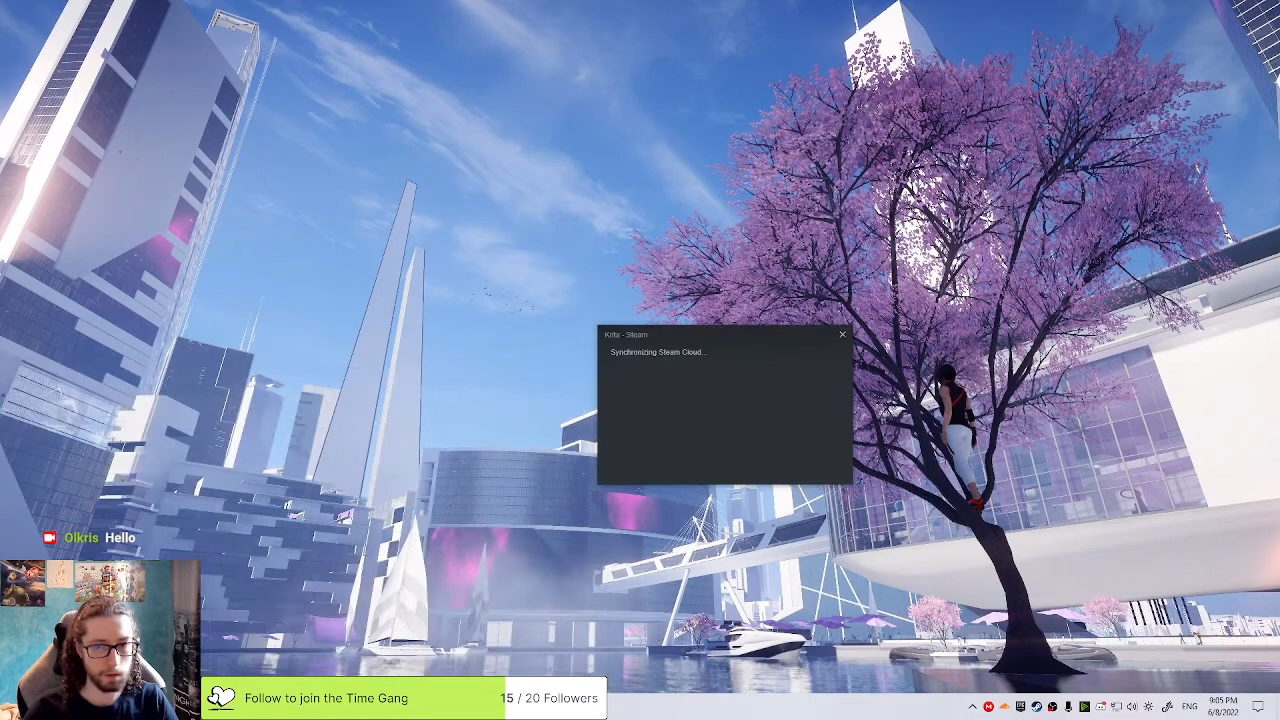 Krita - Steam
Synchronizing Steam Cloud...
Olkris Hello
Follow to join the Time Gang
15 / 20 Followers
ENG
9:05 PM
6/8/2022